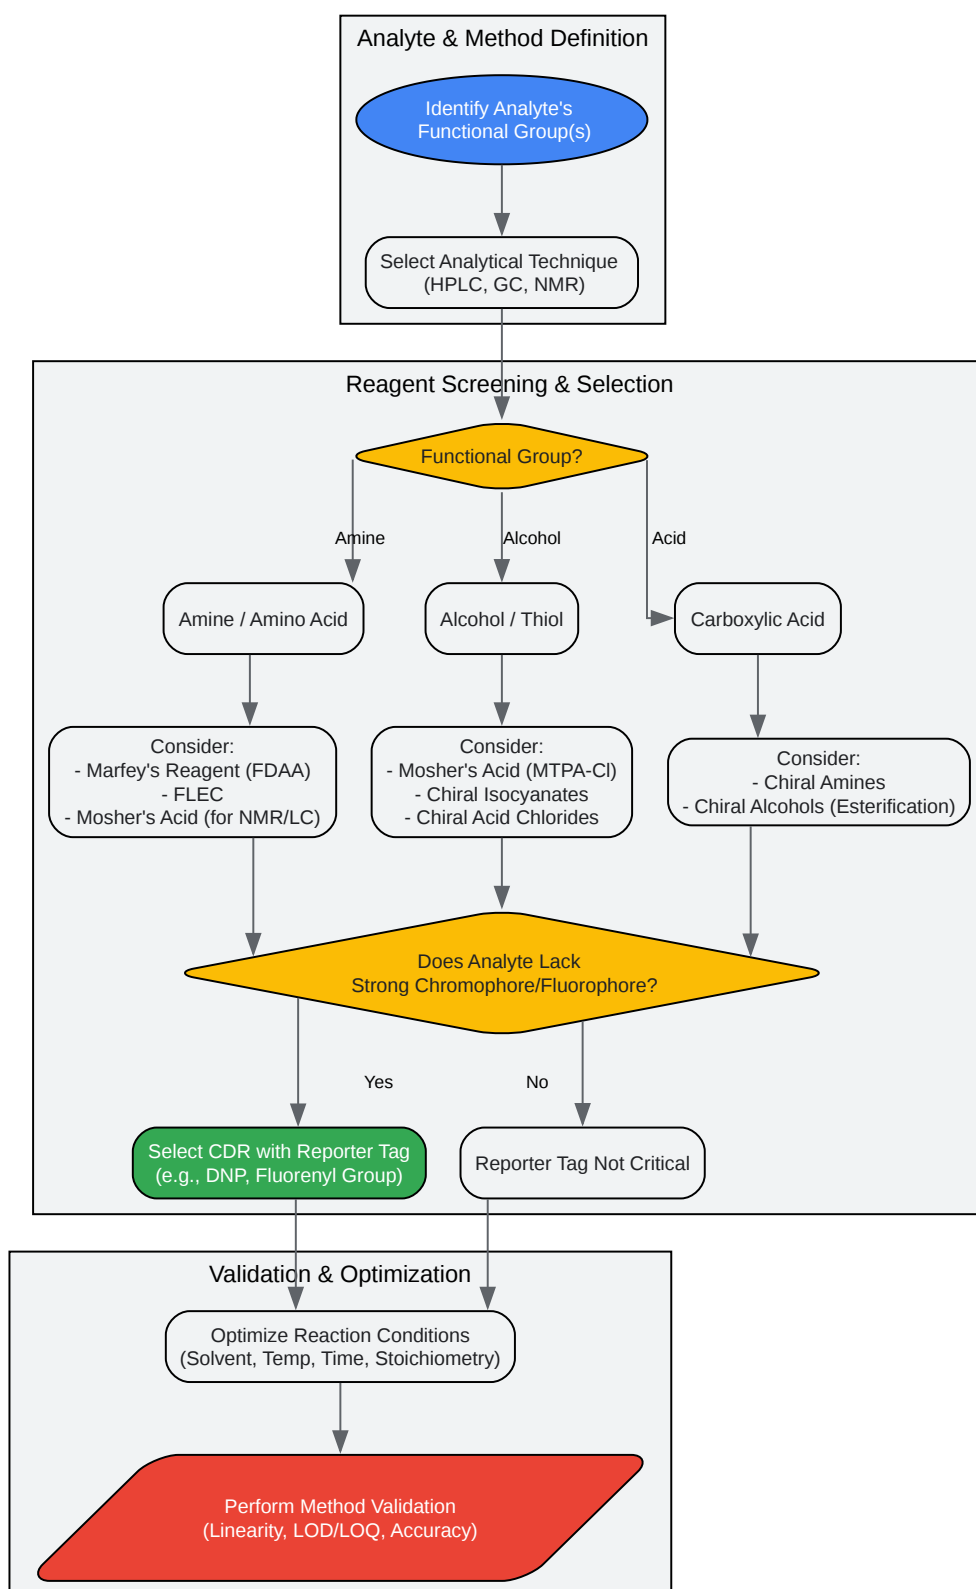 Analyte & Method Definition
Identify Analyte's
Functional Group(s)
Select Analytical Technique
(HPLC, GC, NMR)
Reagent Screening & Selection
Functional Group?
Amine
Alcohol
Acid
Amine / Amino Acid
Alcohol / Thiol
Carboxylic Acid
Consider:
- Marfey's Reagent (FDAA)
- FLEC
- Mosher's Acid (for NMR/LC)
Consider:
- Mosher's Acid (MTPA-Cl)
- Chiral Isocyanates
- Chiral Acid Chlorides
Consider:
- Chiral Amines
- Chiral Alcohols (Esterification)
Does Analyte Lack
Strong Chromophore/Fluorophore?
Yes
No
Select CDR with Reporter Tag
(e.g., DNP, Fluorenyl Group)
Reporter Tag Not Critical
Validation & Optimization
Optimize Reaction Conditions
(Solvent, Temp, Time, Stoichiometry)
Perform Method Validation
(Linearity, LOD/LOQ, Accuracy)